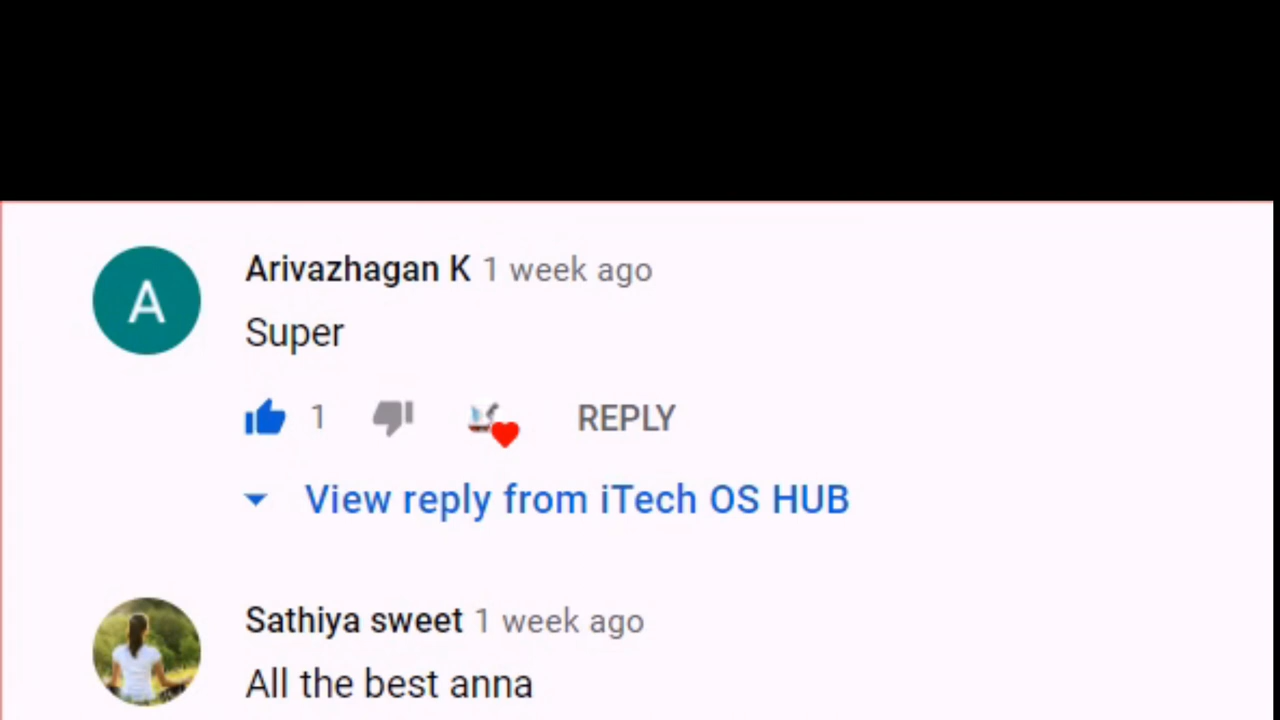 A
Arivazhagan K 1 week ago
Super
1 REPLY
View reply from iTech OS HUB
Sathiya sweet 1 week ago
All the best anna